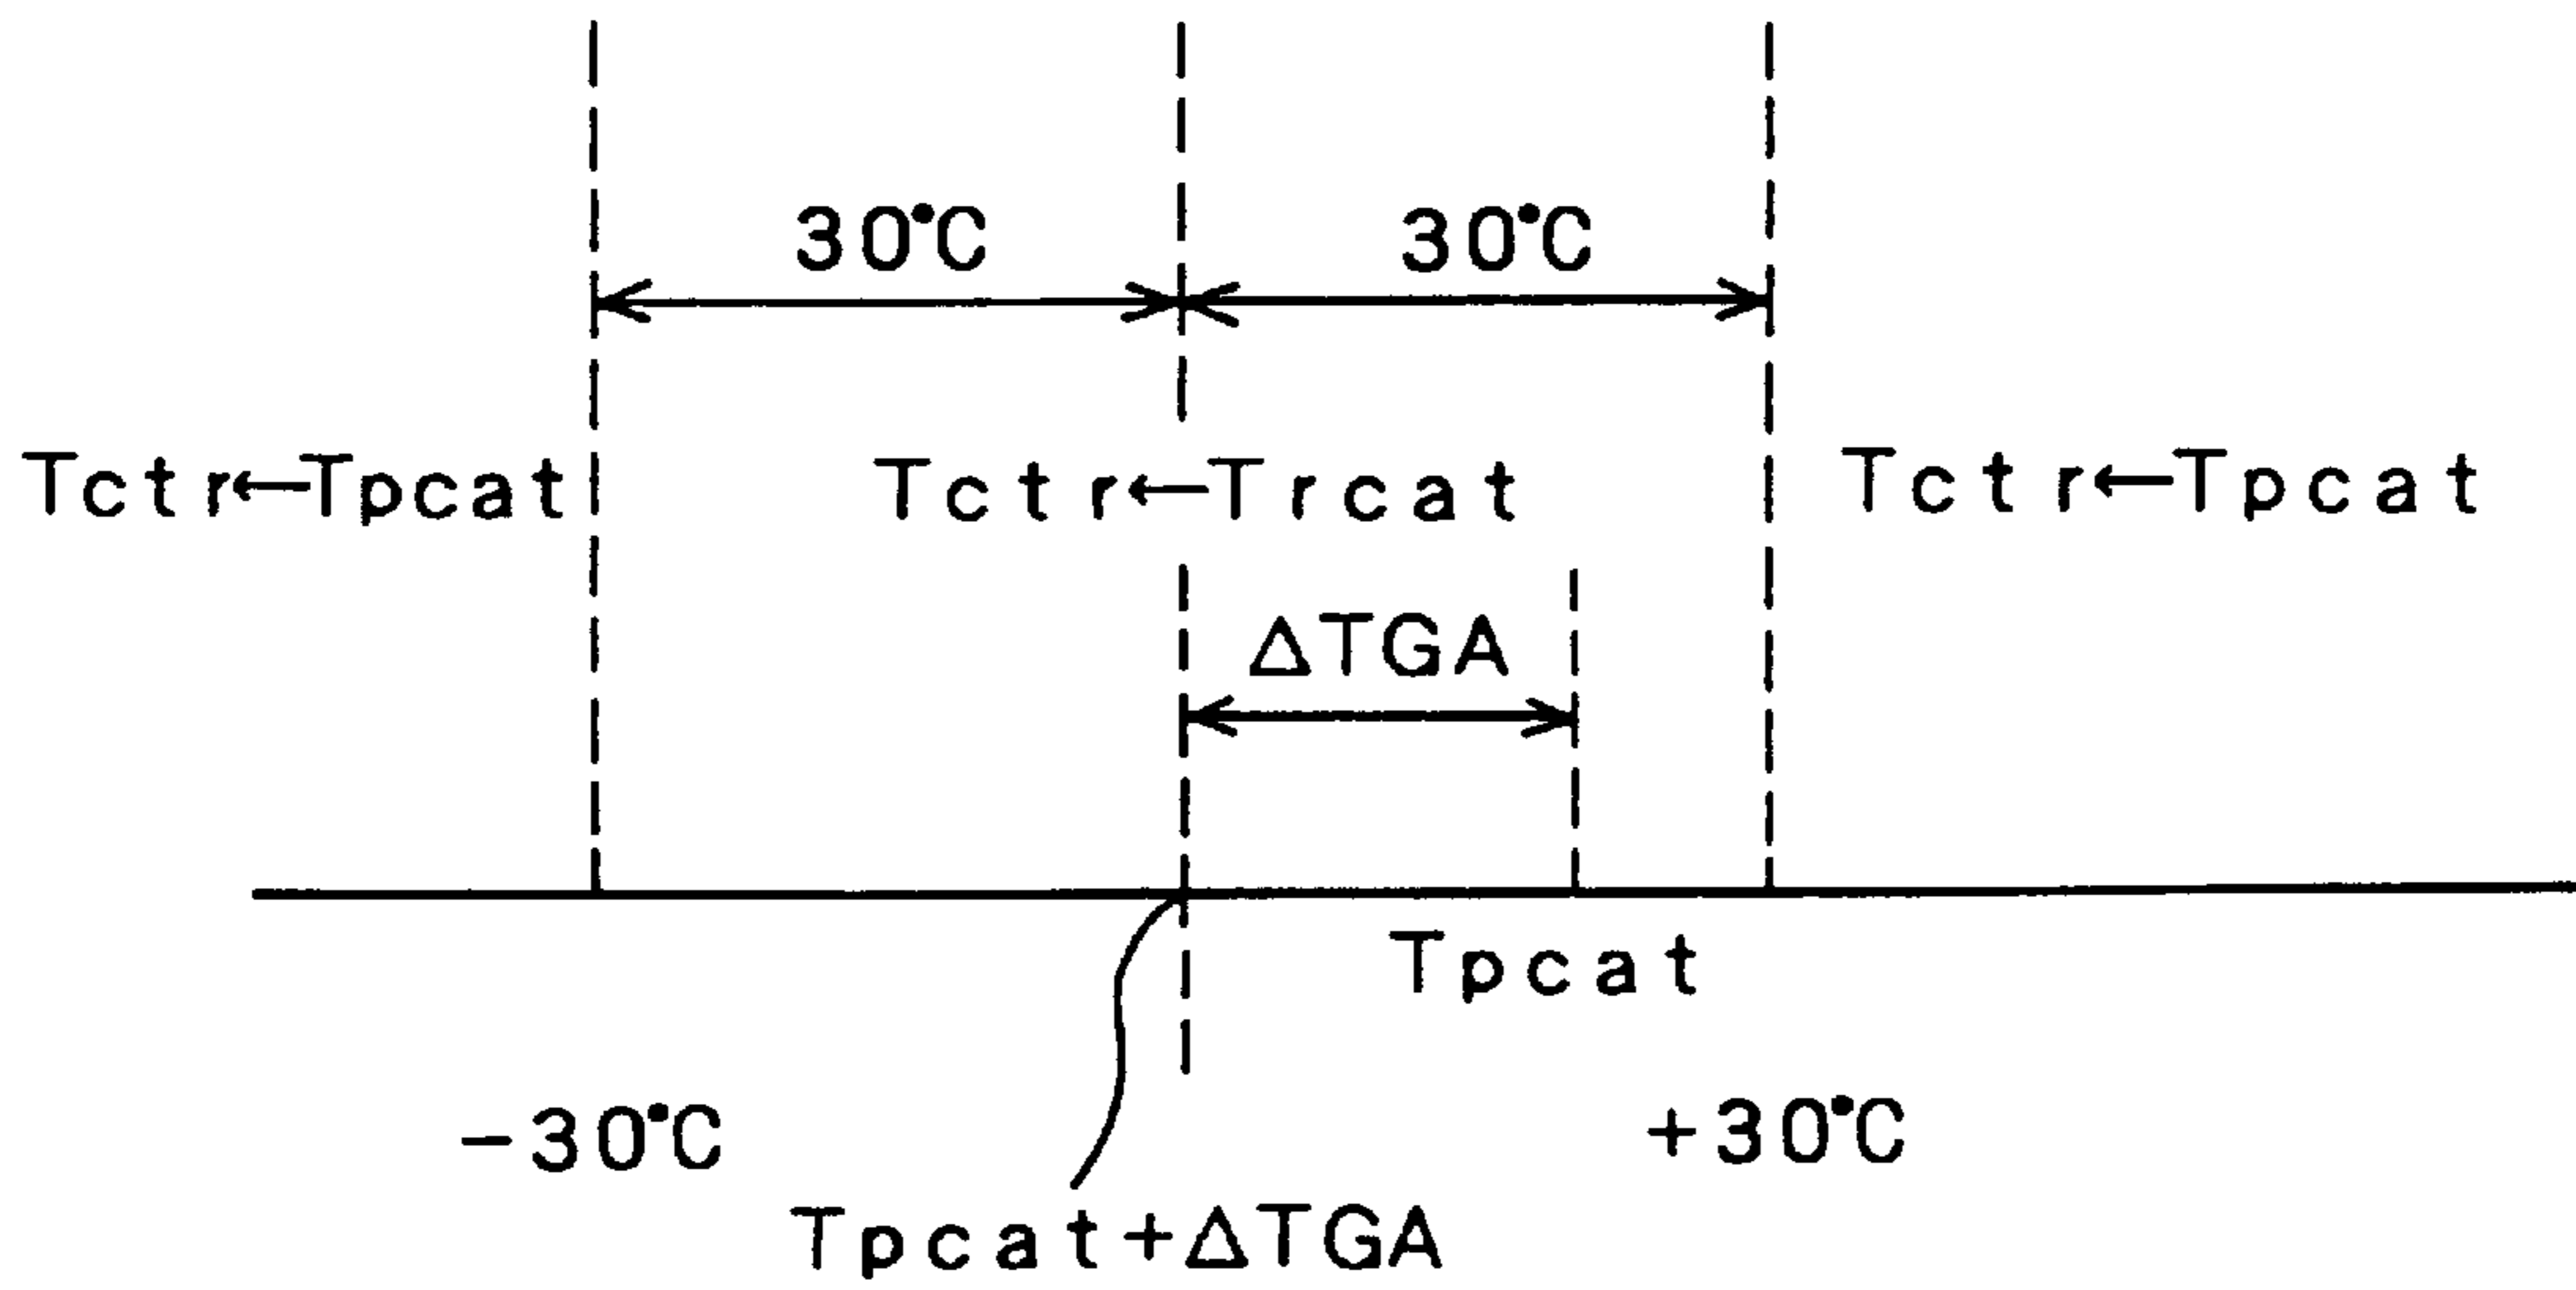 30°C 30°C
Tctr←Tpcat Tctr←Trcat Tctr←Tpcat
ΔTGA
Tpcat
-30°C +30°C
Tpcat+ΔTGA